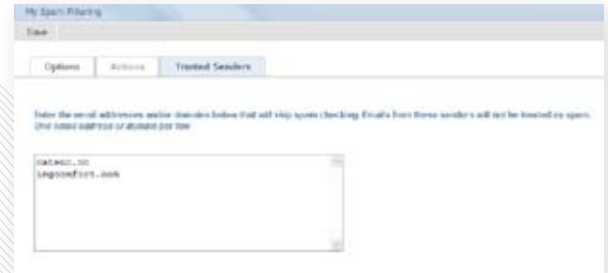 My Spam Filtering
Save
Options Actions Trusted Senders
Enter the email addresses and/or domains below that will skip spam checking. Emails from these senders will not be treated as spam.
One email address or domain per line